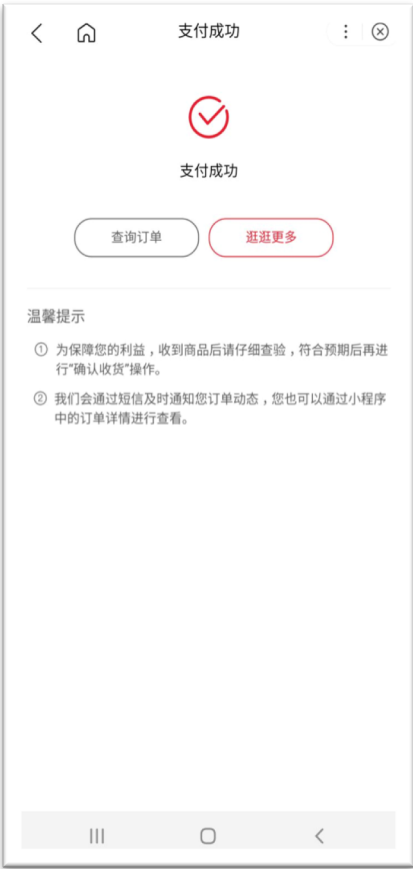 支付成功
支付成功
查询订单 逛逛更多
温馨提示
① 为保障您的利益，收到商品后请仔细查验，符合预期后再进
行“确认收货”操作。
② 我们会通过短信及时通知您订单动态，您也可以通过小程序
中的订单详情进行查看。